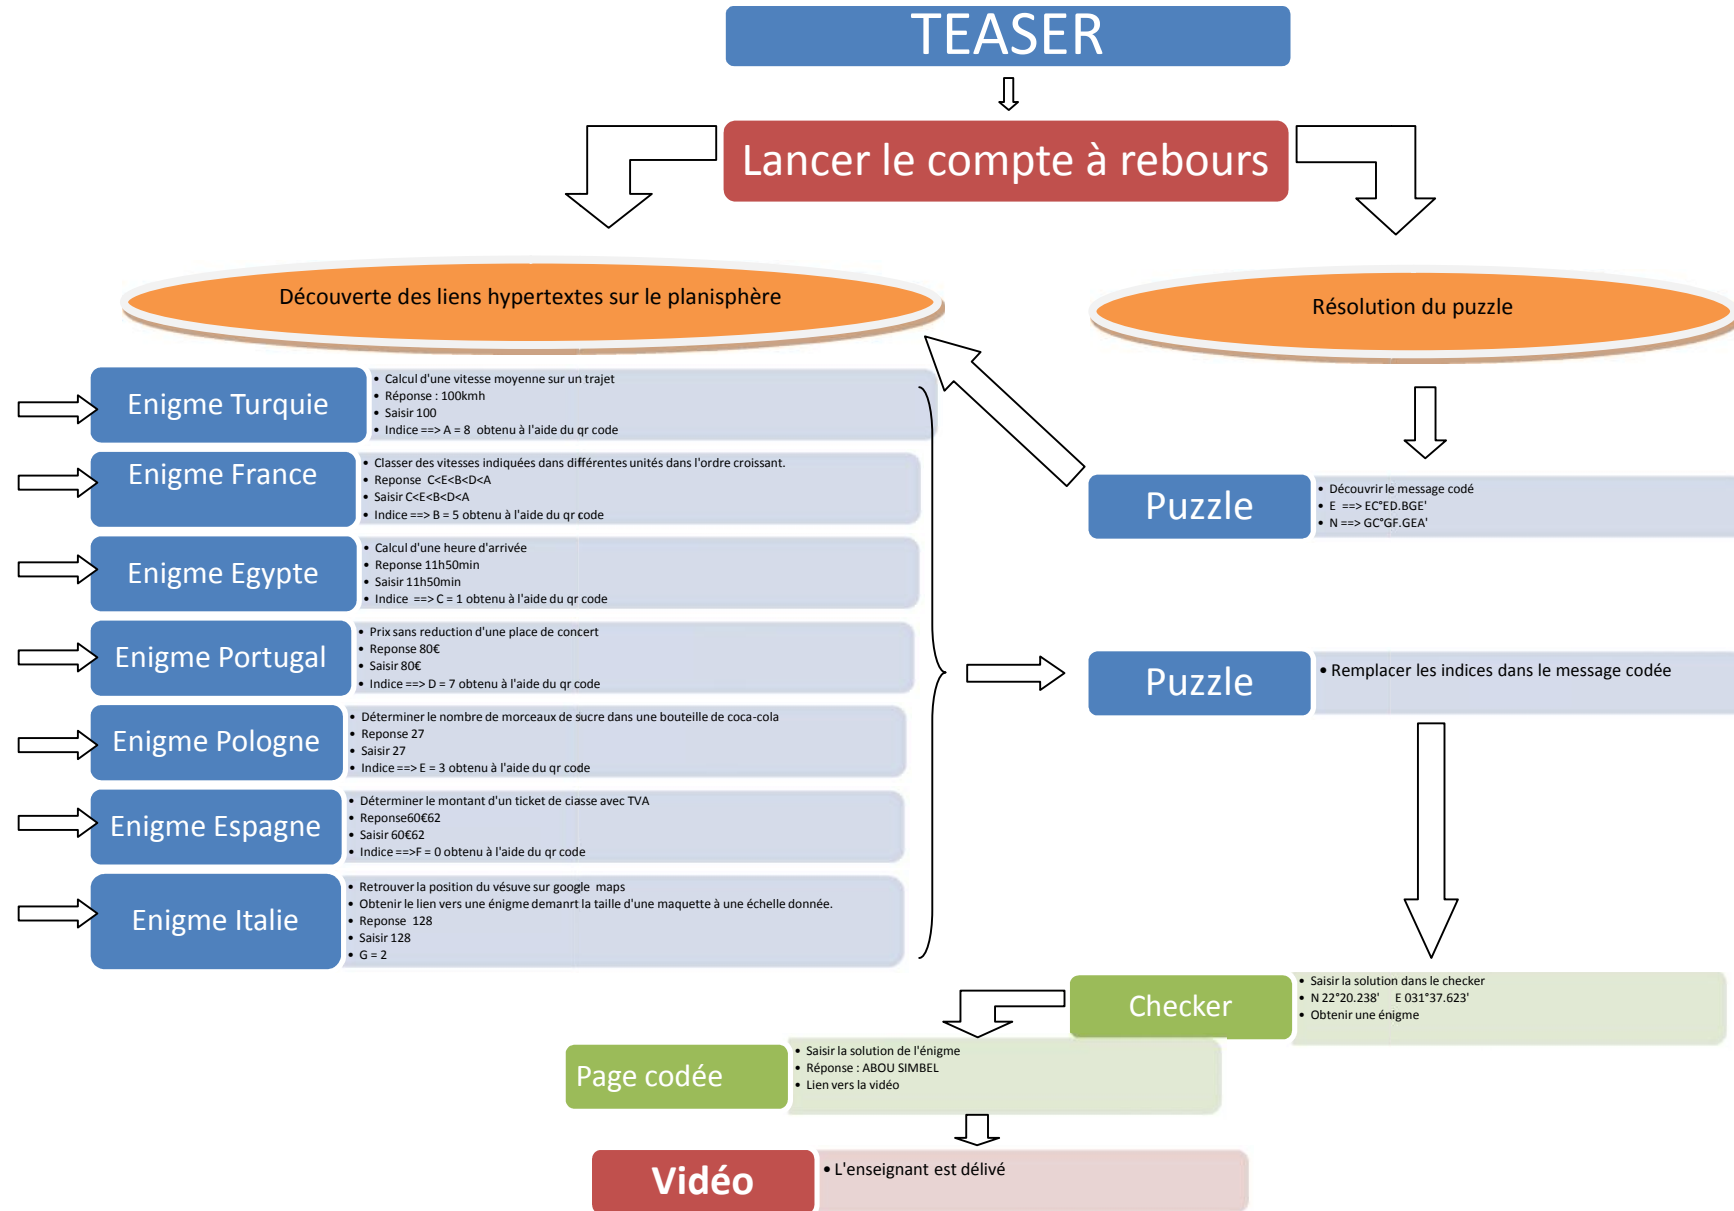 TEASER
Lancer le compte à rebours
Découverte des liens hypertextes sur le planisphère
Résolution du puzzle
Enigme Turquie
• Calcul d'une vitesse moyenne sur un trajet
• Réponse : 100kmh
• Saisir 100
• Indice ==> A = 8 obtenu à l'aide du qr code
Enigme France
• Classer des vitesses indiquées dans différentes unités dans l'ordre croissant.
• Reponse C<E<B<D<A
• Saisir C<E<B<D<A
• Indice ==> B = 5 obtenu à l'aide du qr code
Enigme Egypte
• Calcul d'une heure d'arrivée
• Reponse 11h50min
• Saisir 11h50min
• Indice ==> C = 1 obtenu à l'aide du qr code
Enigme Portugal
• Prix sans reduction d'une place de concert
• Reponse 80€
• Saisir 80€
• Indice ==> D = 7 obtenu à l'aide du qr code
Enigme Pologne
• Déterminer le nombre de morceaux de sucre dans une bouteille de coca-cola
• Reponse 27
• Saisir 27
• Indice ==> E = 3 obtenu à l'aide du qr code
Enigme Espagne
• Déterminer le montant d'un ticket de ciasse avec TVA
• Reponse60€62
• Saisir 60€62
• Indice ==>F = 0 obtenu à l'aide du qr code
Enigme Italie
• Retrouver la position du vésuve sur google maps
• Obtenir le lien vers une énigme demanrt la taille d'une maquette à une échelle donnée.
• Reponse 128
• Saisir 128
• G = 2
Puzzle
• Découvrir le message codé
• E ==> EC°ED.BGE'
• N ==> GC°GF.GEA'
Puzzle
• Remplacer les indices dans le message codée
Checker
• Saisir la solution dans le checker
• N 22°20.238' E 031°37.623'
• Obtenir une énigme
Page codée
• Saisir la solution de l'énigme
• Réponse : ABOU SIMBEL
• Lien vers la vidéo
Vidéo
• L'enseignant est délivé